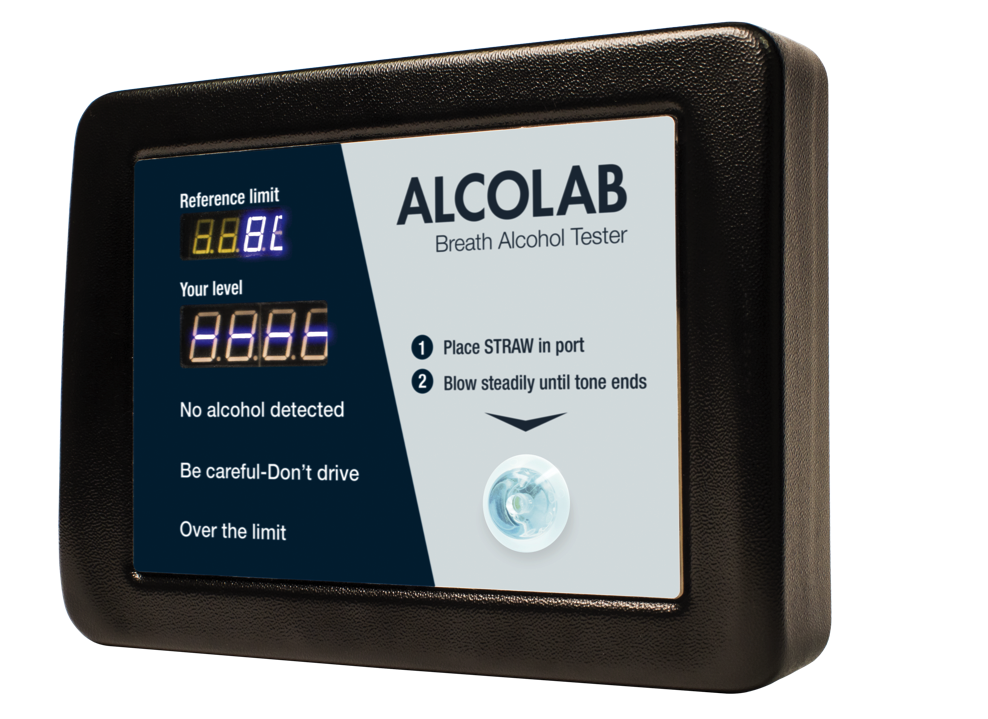 Reference limit
Your level
No alcohol detected
Be careful-Don't drive
Over the limit
ALCOLAB
Breath Alcohol Tester
1 Place STRAW in port
2 Blow steadily until tone ends